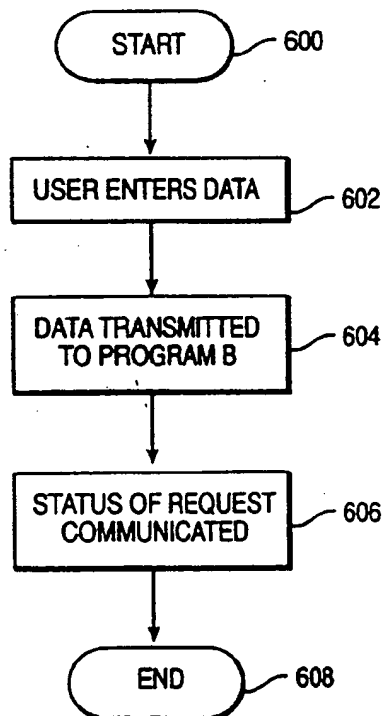 START
600
USER ENTERS DATA
602
DATA TRANSMITTED
TO PROGRAM B
604
STATUS OF REQUEST
COMMUNICATED
606
END
608